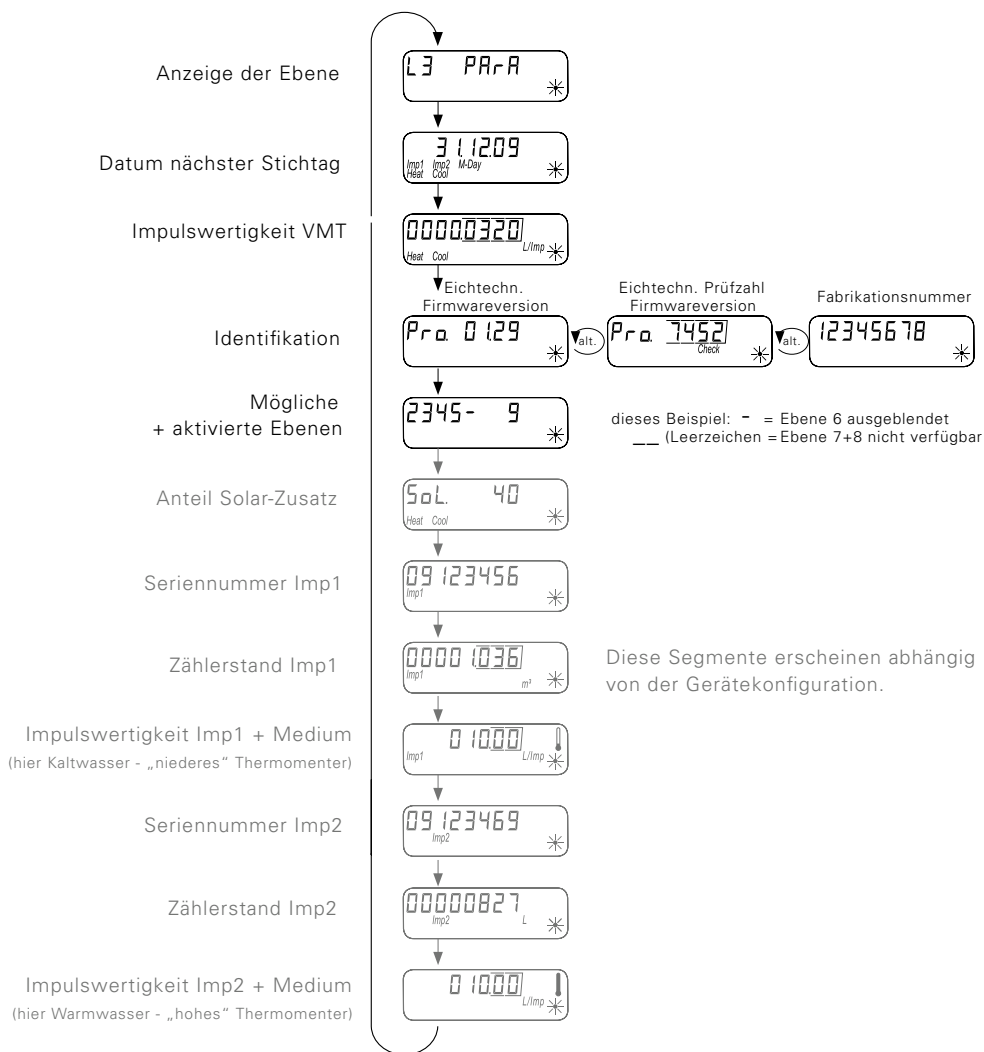 Anzeige der Ebene
L3 PArA
Datum nächster Stichtag
31.12.09
Imp1 Imp2 M-Day
Heat Cool
Impulswertigkeit VMT
0000.0320
L/Imp
Heat Cool
Eichtechn.
Firmwareversion
Eichtechn. Prüfzahl
Firmwareversion
Fabrikationsnummer
Identifikation
Pro. 01.29
alt.
Pro. 7452
Check
alt.
12345678
Mögliche
+ aktivierte Ebenen
2345- 9
dieses Beispiel: - = Ebene 6 ausgeblendet
__ (Leerzeichen = Ebene 7+8 nicht verfügbar
Anteil Solar-Zusatz
SoL. 40
Heat Cool
Seriennummer Imp1
09123456
Imp1
Zählerstand Imp1
00001.036
Imp1
m³
Diese Segmente erscheinen abhängig
von der Gerätekonfiguration.
Impulswertigkeit Imp1 + Medium
(hier Kaltwasser - „niederes" Thermomenter)
010.00
Imp1
L/Imp
Seriennummer Imp2
09123469
Imp2
Zählerstand Imp2
00000827
Imp2
L
Impulswertigkeit Imp2 + Medium
(hier Warmwasser - „hohes" Thermomenter)
010.00
L/Imp